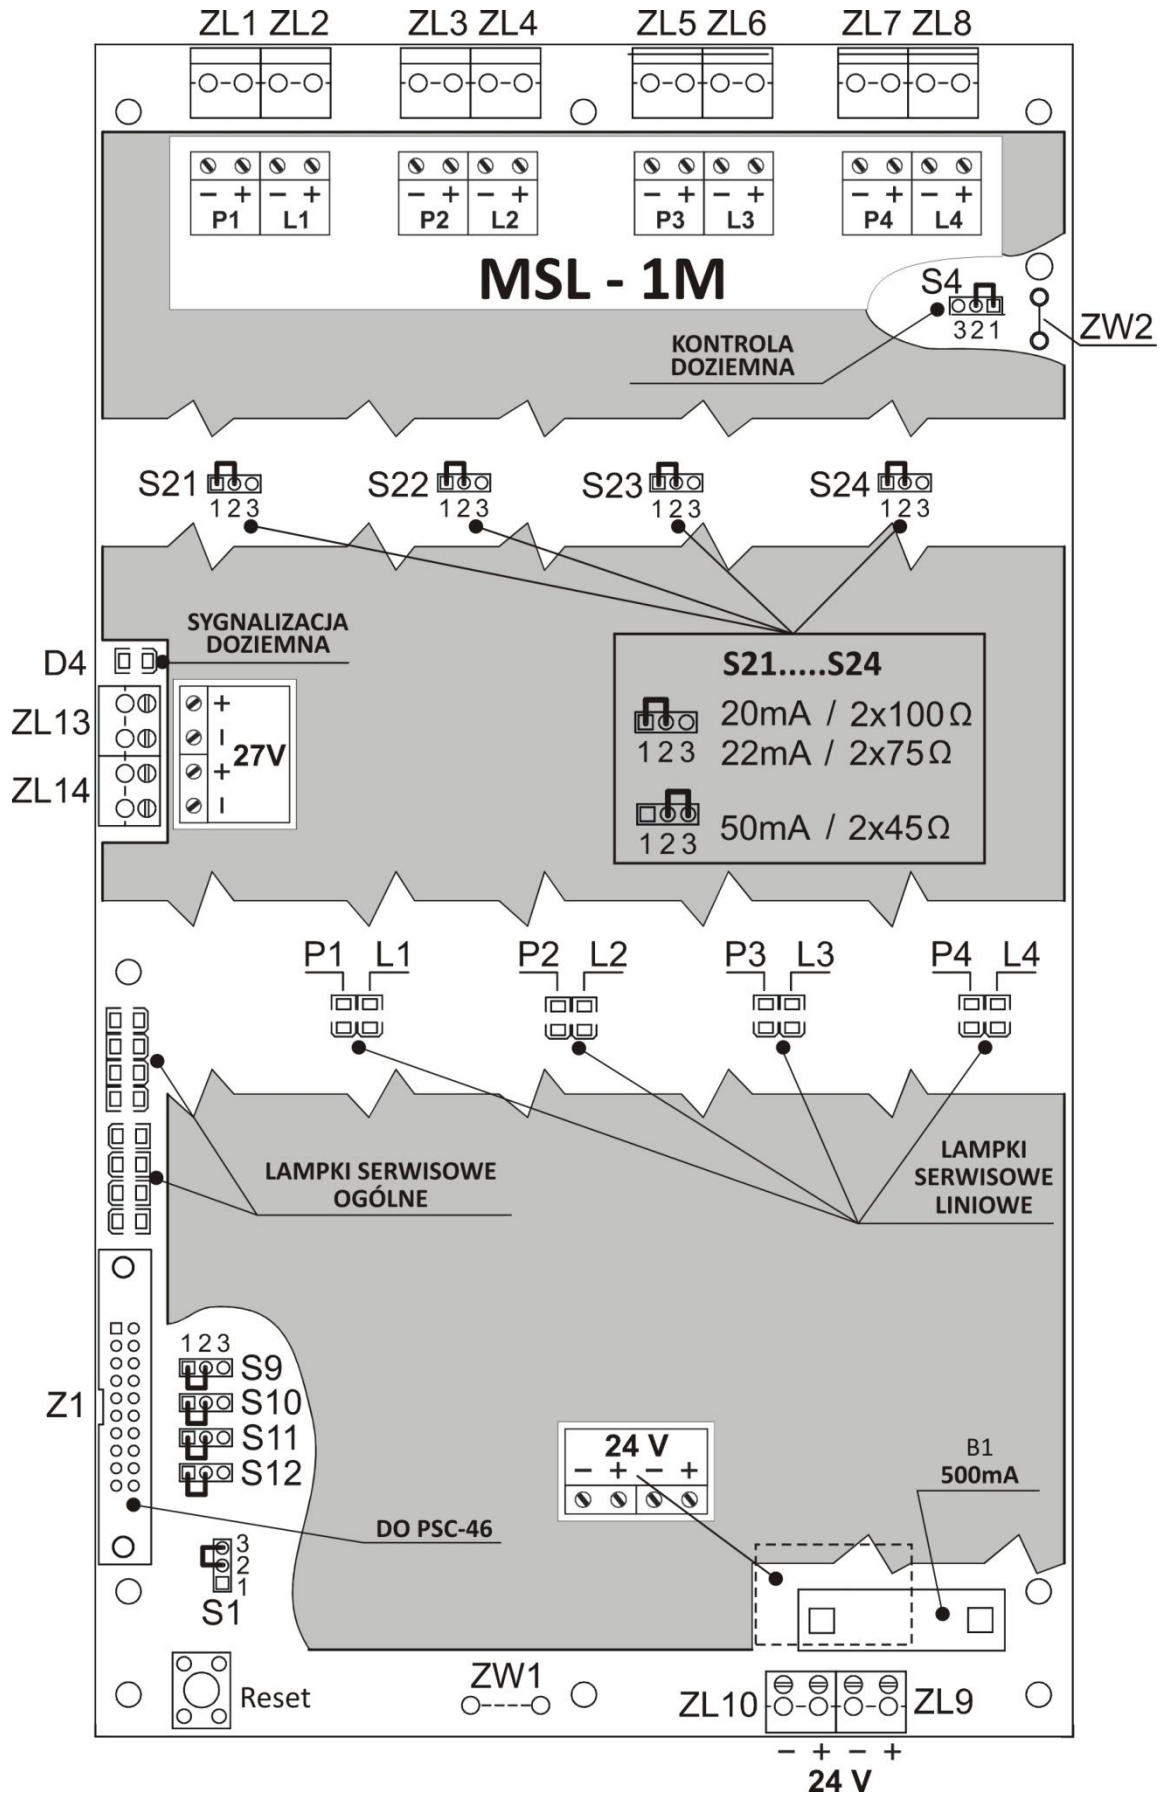 ZL1 ZL2 ZL3 ZL4 ZL5 ZL6 ZL7 ZL8
− + − + − + − + − + − + − + − +
P1 L1 P2 L2 P3 L3 P4 L4
MSL - 1M
S4
321
ZW2
KONTROLA
DOZIEMNA
S21 S22 S23 S24
123 123 123 123
SYGNALIZACJA
DOZIEMNA
D4
ZL13
ZL14
+
−
27V
+
−
S21.....S24
20mA / 2x100Ω
123 22mA / 2x75Ω
123 50mA / 2x45Ω
P1 L1 P2 L2 P3 L3 P4 L4
LAMPKI SERWISOWE
OGÓLNE
LAMPKI
SERWISOWE
LINIOWE
Z1
123
S9
S10
S11
S12
24 V
− + − +
B1
500mA
DO PSC-46
3
2
1
S1
Reset
ZW1
ZL10 ZL9
− + − +
24 V